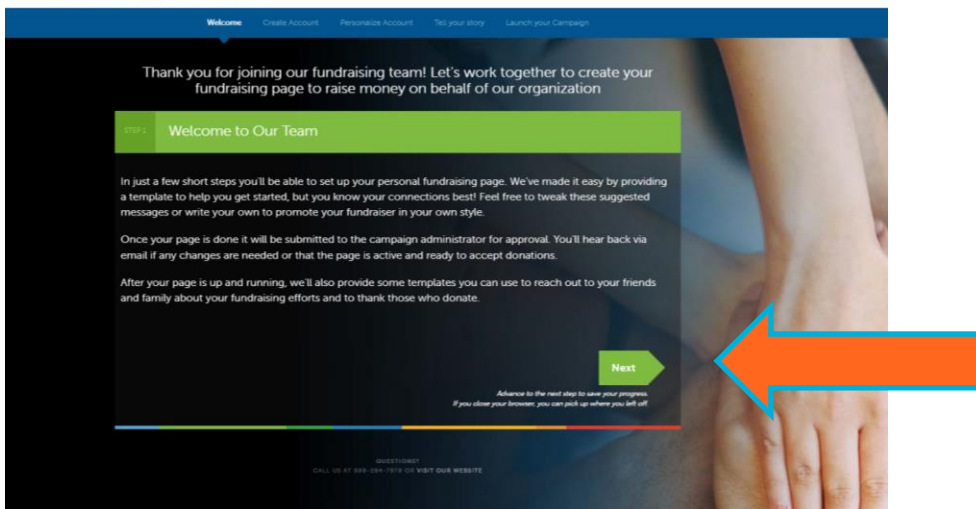 Welcome Create Account Personalize Account Tell your story Launch your Campaign
Thank you for joining our fundraising team! Let's work together to create your
fundraising page to raise money on behalf of our organization
STEP 1 Welcome to Our Team
In just a few short steps you'll be able to set up your personal fundraising page. We've made it easy by providing
a template to help you get started, but you know your connections best! Feel free to tweak these suggested
messages or write your own to promote your fundraiser in your own style.
Once your page is done it will be submitted to the campaign administrator for approval. You'll hear back via
email if any changes are needed or that the page is active and ready to accept donations.
After your page is up and running, we'll also provide some templates you can use to reach out to your friends
and family about your fundraising efforts and to thank those who donate.
Next
Advance to the next step to save your progress.
If you close your browser, you can pick up where you left off.
QUESTIONS?
CALL US AT OR VISIT OUR WEBSITE